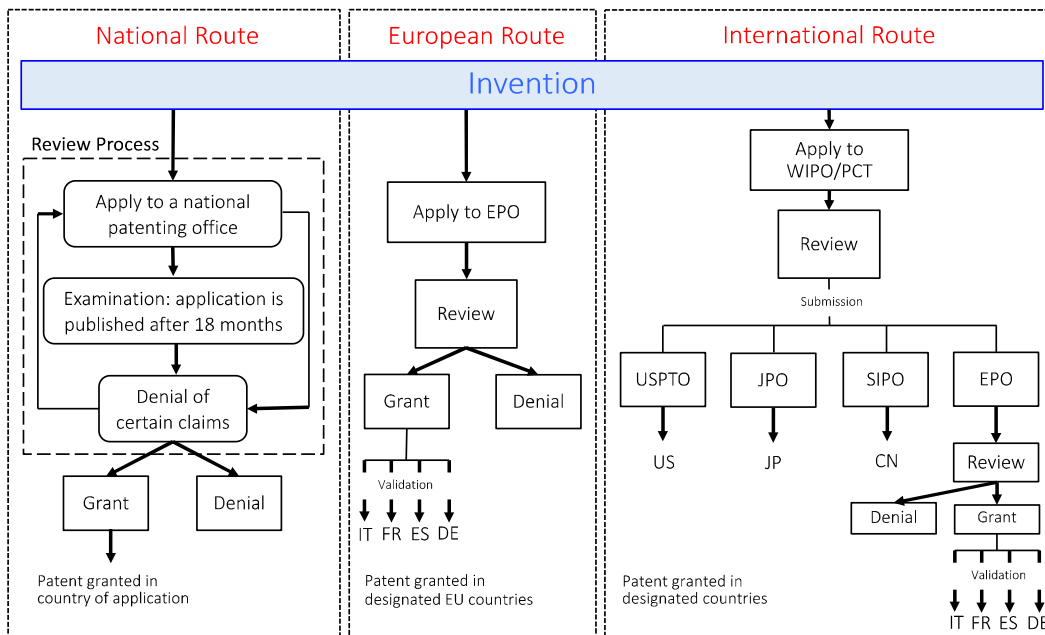 National Route
European Route
International Route
Invention
Review Process
Apply to a national
patenting office
Examination: application is
published after 18 months
Denial of
certain claims
Grant
Denial
Patent granted in
country of application
Apply to EPO
Review
Grant
Denial
Validation
IT FR ES DE
Patent granted in
designated EU countries
Apply to
WIPO/PCT
Review
Submission
USPTO
JPO
SIPO
EPO
US
JP
CN
Review
Denial
Grant
Validation
IT FR ES DE
Patent granted in
designated countries